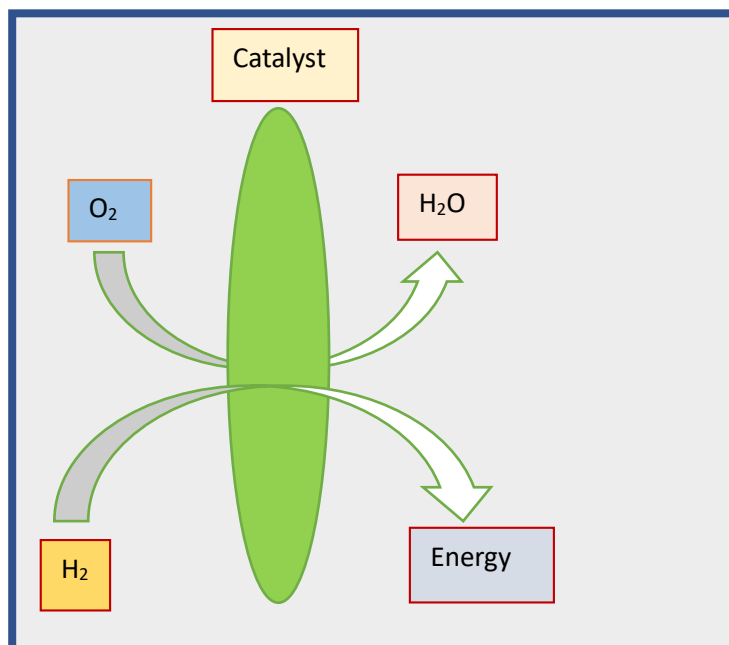 Catalyst
O₂
H₂O
H₂
Energy